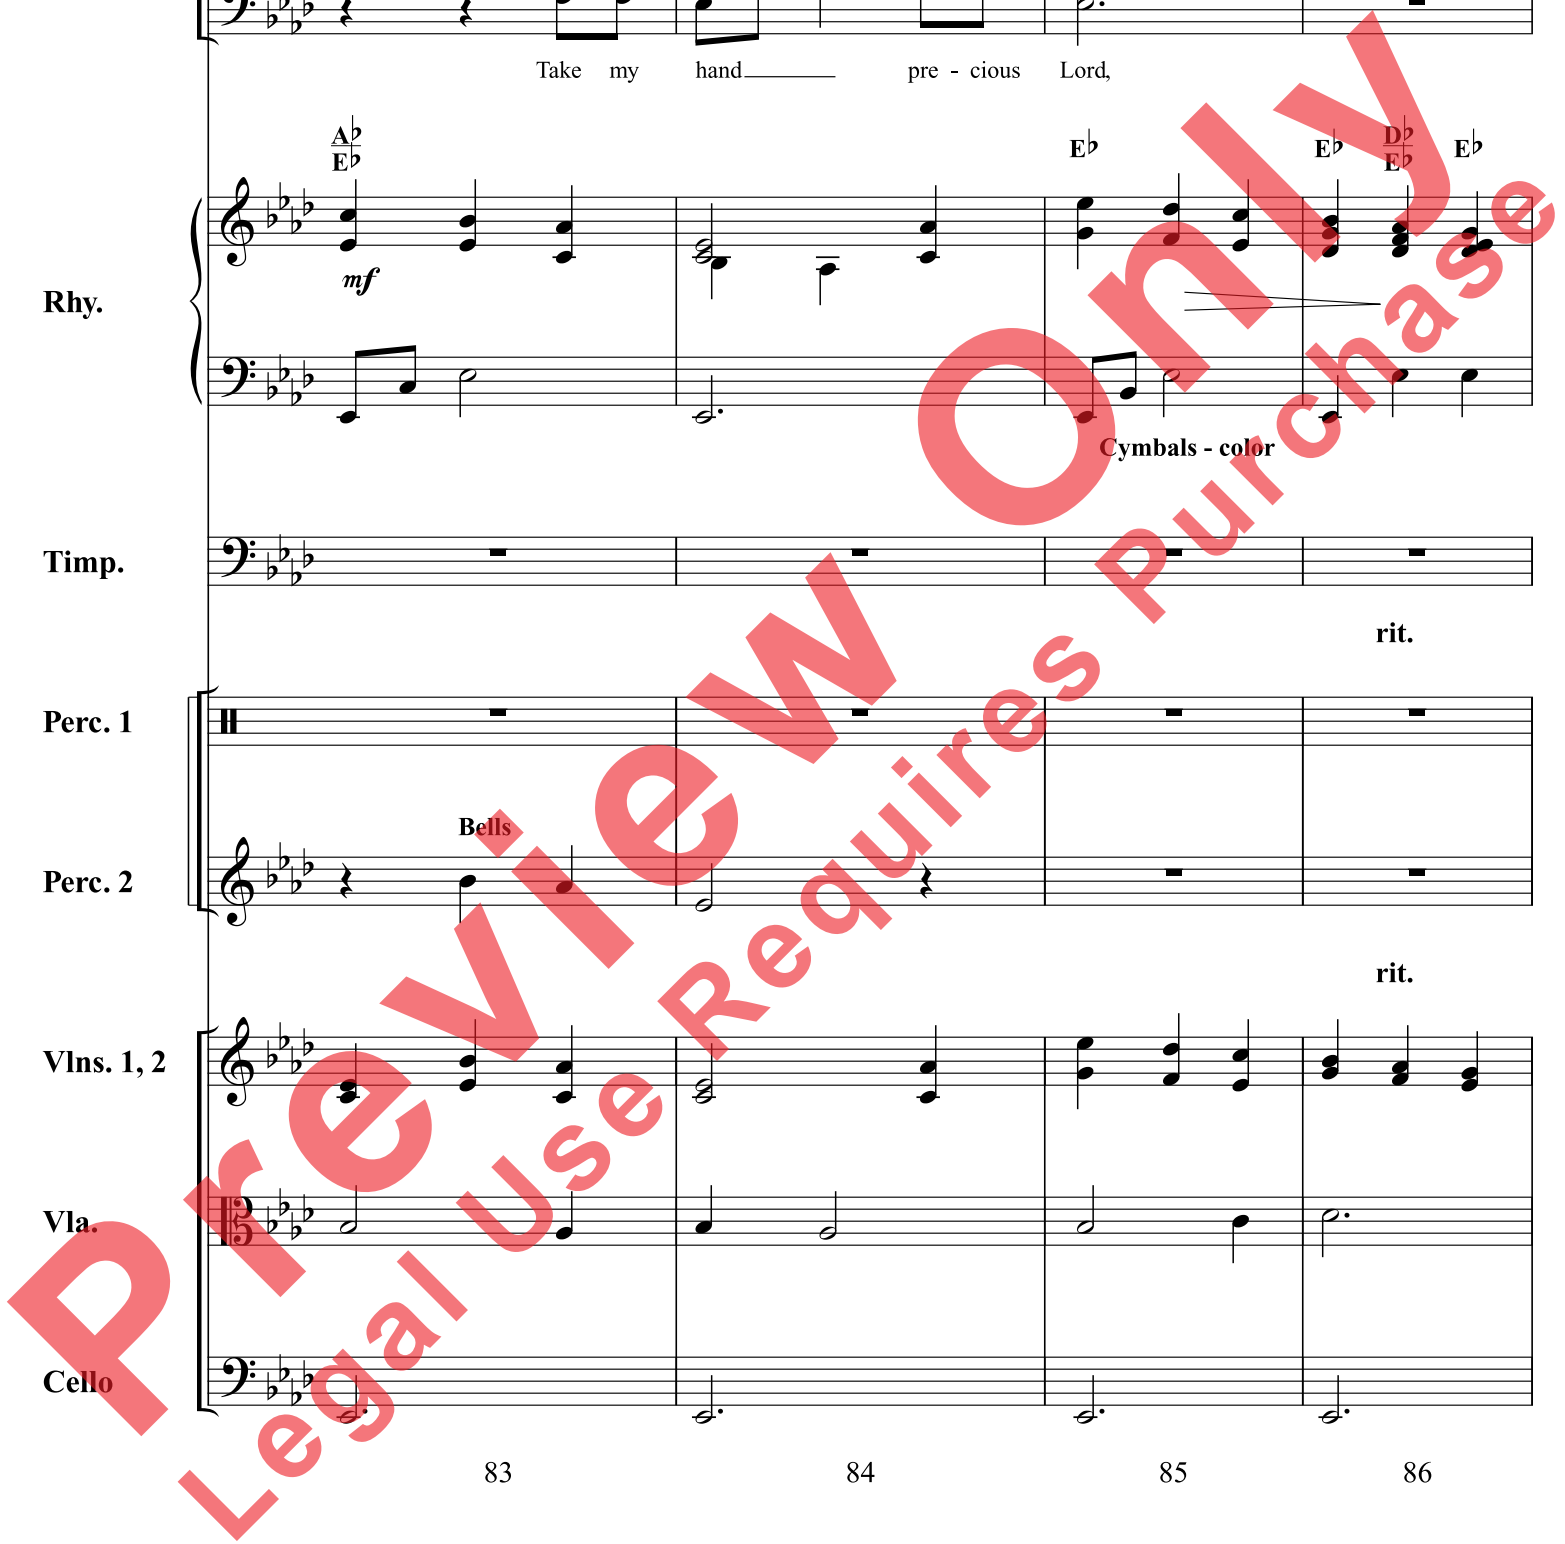 Take my hand pre - cious Lord,
A♭
E♭
E♭
E♭
D♭
E♭
E♭
mf
Rhy.
Cymbals - color
Timp.
rit.
Perc. 1
Bells
Perc. 2
rit.
Vlns. 1, 2
Vla.
Cello
83 84 85 86
Preview Only
Legal Use Requires Purchase